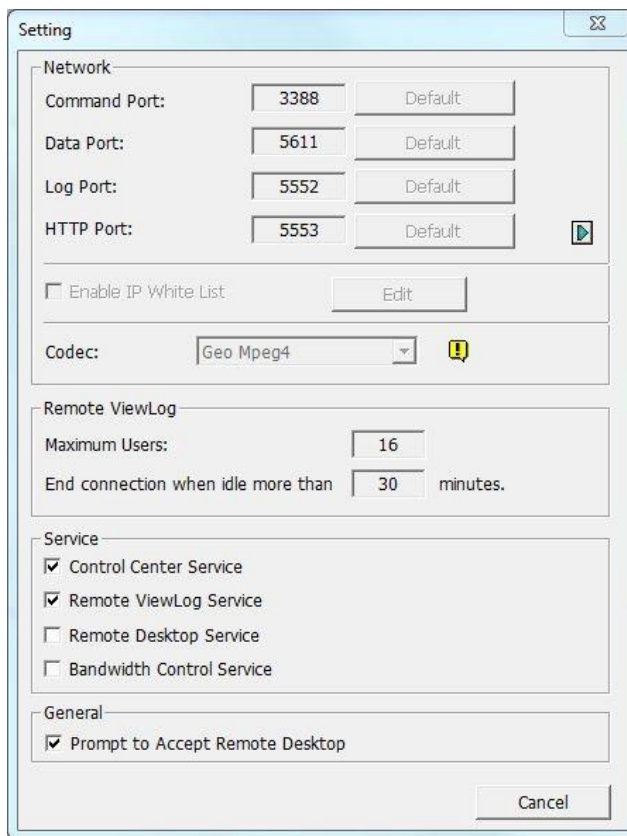 Setting
Network
Command Port: 3388 Default
Data Port: 5611 Default
Log Port: 5552 Default
HTTP Port: 5553 Default
Enable IP White List Edit
Codec: Geo Mpeg4
Remote ViewLog
Maximum Users: 16
End connection when idle more than 30 minutes.
Service
Control Center Service
Remote ViewLog Service
Remote Desktop Service
Bandwidth Control Service
General
Prompt to Accept Remote Desktop
Cancel